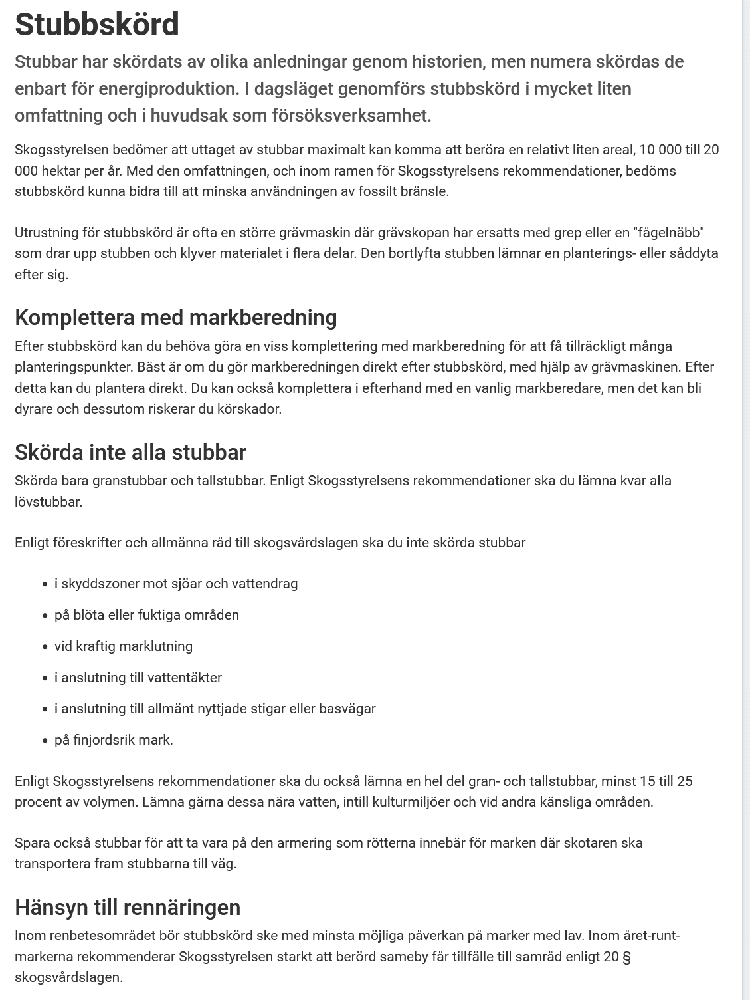 Stubbskörd
Stubbar har skördats av olika anledningar genom historien, men numera skördas de
enbart för energiproduktion. I dagsläget genomförs stubbskörd i mycket liten
omfattning och i huvudsak som försöksverksamhet.
Skogsstyrelsen bedömer att uttaget av stubbar maximalt kan komma att beröra en relativt liten areal, 10 000 till 20
000 hektar per år. Med den omfattningen, och inom ramen för Skogsstyrelsens rekommendationer, bedöms
stubbskörd kunna bidra till att minska användningen av fossilt bränsle.
Utrustning för stubbskörd är ofta en större grävmaskin där grävskopan har ersatts med grep eller en "fågelnäbb"
som drar upp stubben och klyver materialet i flera delar. Den bortlyfta stubben lämnar en planterings- eller såddyta
efter sig.
Komplettera med markberedning
Efter stubbskörd kan du behöva göra en viss komplettering med markberedning för att få tillräckligt många
planteringspunkter. Bäst är om du gör markberedningen direkt efter stubbskörd, med hjälp av grävmaskinen. Efter
detta kan du plantera direkt. Du kan också komplettera i efterhand med en vanlig markberedare, men det kan bli
dyrare och dessutom riskerar du körskador.
Skörda inte alla stubbar
Skörda bara granstubbar och tallstubbar. Enligt Skogsstyrelsens rekommendationer ska du lämna kvar alla
lövstubbar.
Enligt föreskrifter och allmänna råd till skogsvårdslagen ska du inte skörda stubbar
• i skyddszoner mot sjöar och vattendrag
• på blöta eller fuktiga områden
• vid kraftig marklutning
• i anslutning till vattentäkter
• i anslutning till allmänt nyttjade stigar eller basvägar
• på finjordsrik mark.
Enligt Skogsstyrelsens rekommendationer ska du också lämna en hel del gran- och tallstubbar, minst 15 till 25
procent av volymen. Lämna gärna dessa nära vatten, intill kulturmiljöer och vid andra känsliga områden.
Spara också stubbar för att ta vara på den armering som rötterna innebär för marken där skotaren ska
transportera fram stubbarna till väg.
Hänsyn till rennäringen
Inom renbetesområdet bör stubbskörd ske med minsta möjliga påverkan på marker med lav. Inom året-runt-
markerna rekommenderar Skogsstyrelsen starkt att berörd sameby får tillfälle till samråd enligt 20 §
skogsvårdslagen.